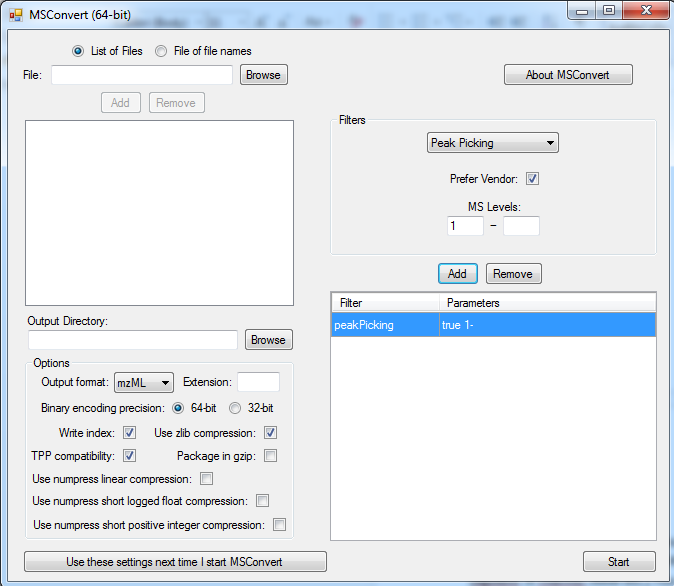 MSConvert (64-bit)
List of Files File of file names
File: Browse
About MSConvert
Add Remove
Filters
Peak Picking
Prefer Vendor:
MS Levels:
1 –
Add Remove
Filter Parameters
peakPicking true 1-
Output Directory:
Browse
Options
Output format: mzML Extension:
Binary encoding precision: 64-bit 32-bit
Write index: Use zlib compression:
TPP compatibility: Package in gzip:
Use numpress linear compression:
Use numpress short logged float compression:
Use numpress short positive integer compression:
Use these settings next time I start MSConvert
Start